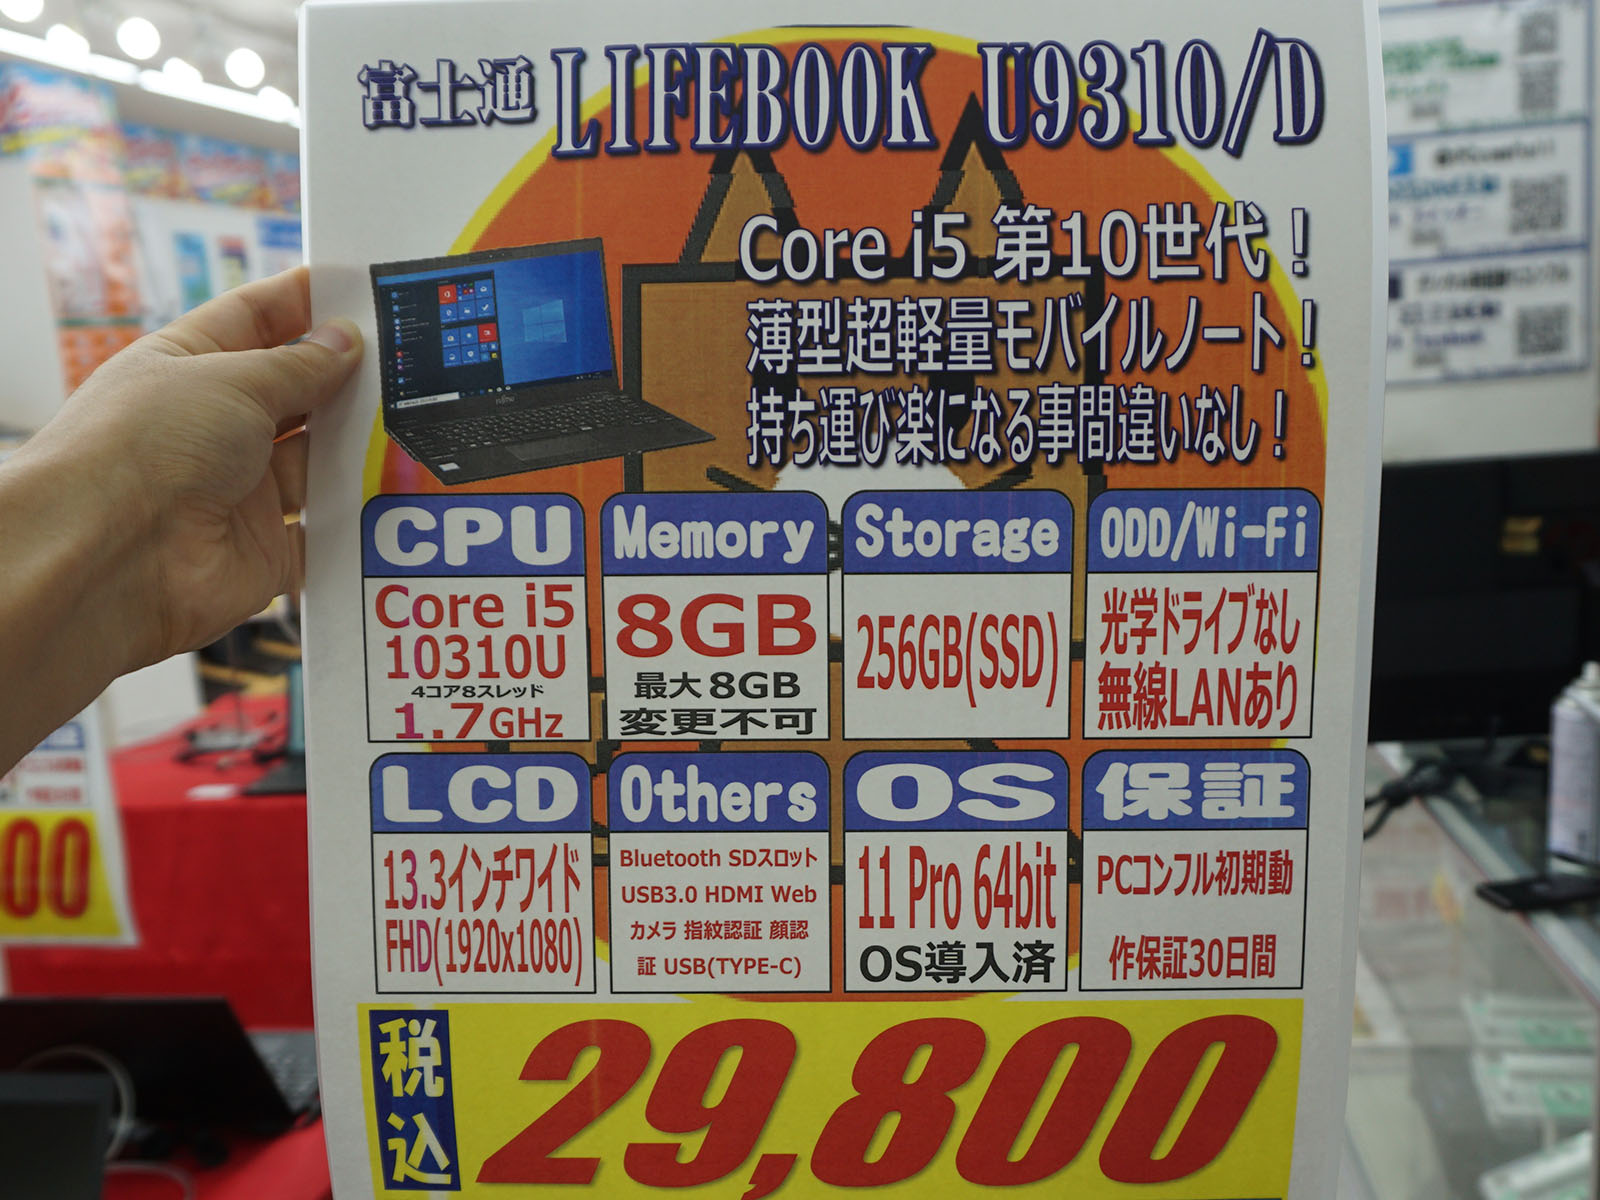 富士通 LIFEBOOK U9310/D
Core i5 第10世代！
薄型超軽量モバイルノート！
持ち運び楽になる事間違いなし！
CPU
Core i5
10310U
4コア8スレッド
1.7GHz
Memory
8GB
最大8GB
変更不可
Storage
256GB(SSD)
ODD/Wi-Fi
光学ドライブなし
無線LANあり
LCD
13.3インチワイド
FHD(1920x1080)
Others
Bluetooth SDスロット
USB3.0 HDMI Web
カメラ 指紋認証 顔認
証 USB(TYPE-C)
OS
11 Pro 64bit
OS導入済
保証
PCコンフル初期動
作保証30日間
税込
29,800
00